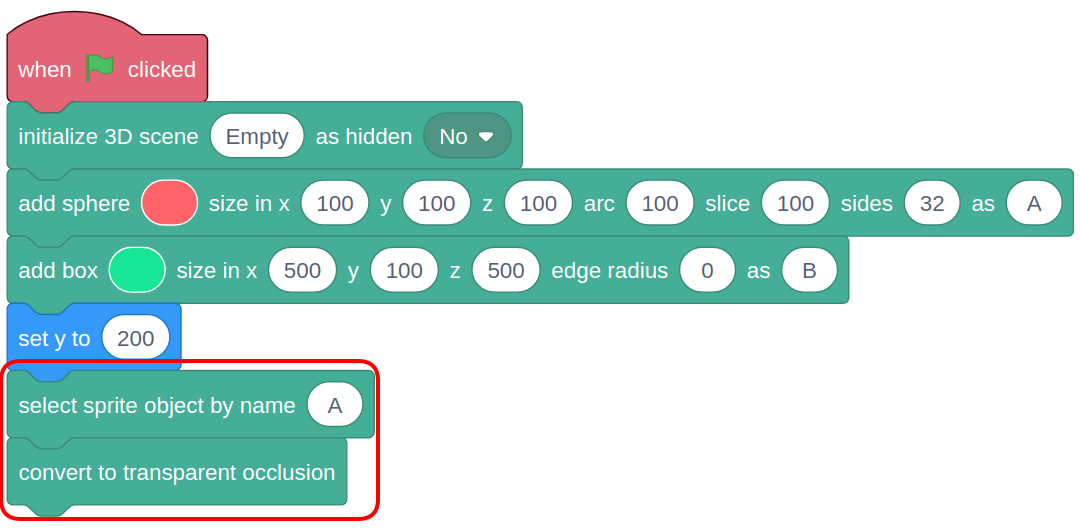 when clicked
initialize 3D scene Empty as hidden No
add sphere size in x 100 y 100 z 100 arc 100 slice 100 sides 32 as A
add box size in x 500 y 100 z 500 edge radius 0 as B
set y to 200
select sprite object by name A
convert to transparent occlusion